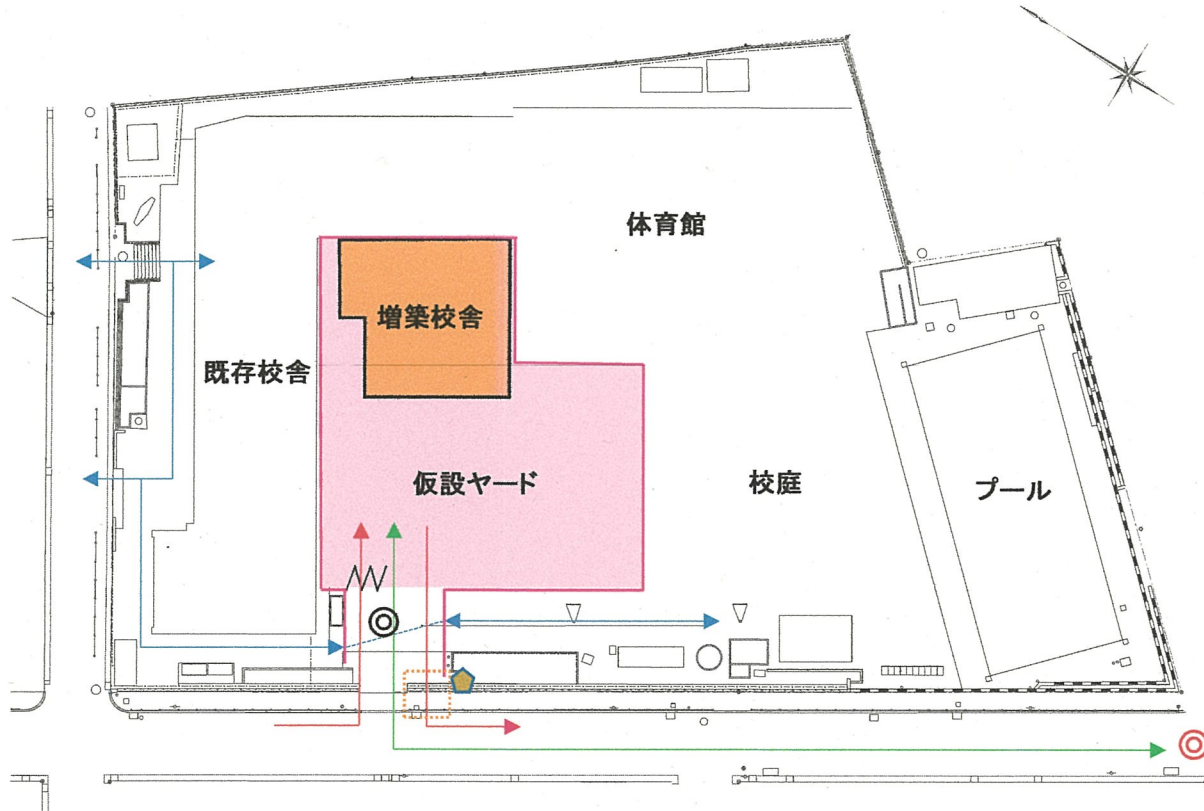 体育館
増築校舎
既存校舎
仮設ヤード
校庭
プール